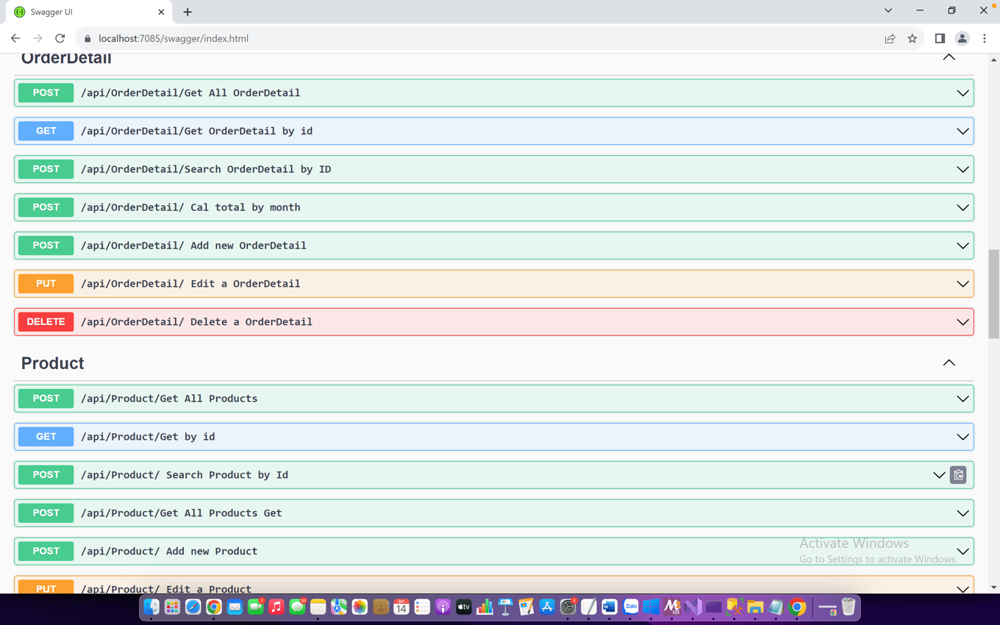 Swagger UI
localhost:7085/swagger/index.html
OrderDetail
POST /api/OrderDetail/Get All OrderDetail
GET /api/OrderDetail/Get OrderDetail by id
POST /api/OrderDetail/Search OrderDetail by ID
POST /api/OrderDetail/ Cal total by month
POST /api/OrderDetail/ Add new OrderDetail
PUT /api/OrderDetail/ Edit a OrderDetail
DELETE /api/OrderDetail/ Delete a OrderDetail
Product
POST /api/Product/Get All Products
GET /api/Product/Get by id
POST /api/Product/ Search Product by Id
POST /api/Product/Get All Products Get
POST /api/Product/ Add new Product
Activate Windows
Go to Settings to activate Windows.
PUT /api/Product/ Edit a Product
14
tv
Zalo